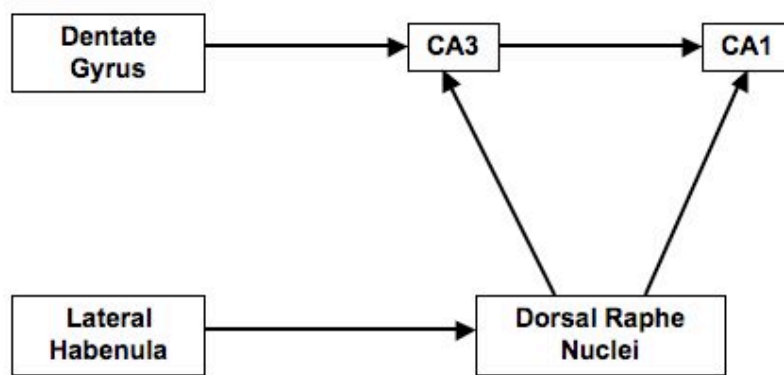 Dentate
Gyrus
CA3
CA1
Lateral
Habenula
Dorsal Raphe
Nuclei